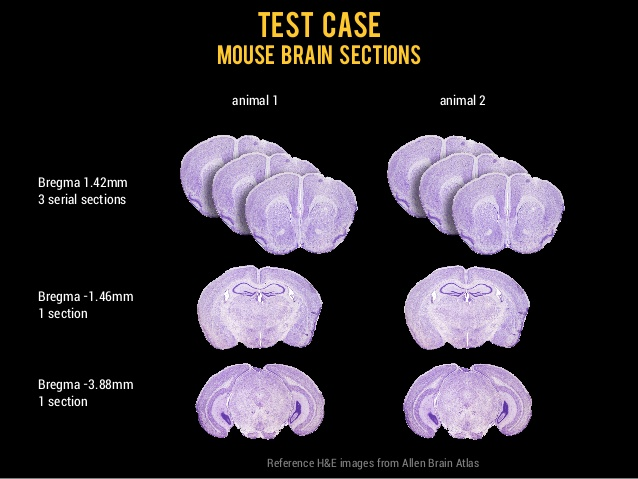 TEST CASE
MOUSE BRAIN SECTIONS
animal 1
animal 2
Bregma 1.42mm
3 serial sections
Bregma -1.46mm
1 section
Bregma -3.88mm
1 section
Reference H&E images from Allen Brain Atlas